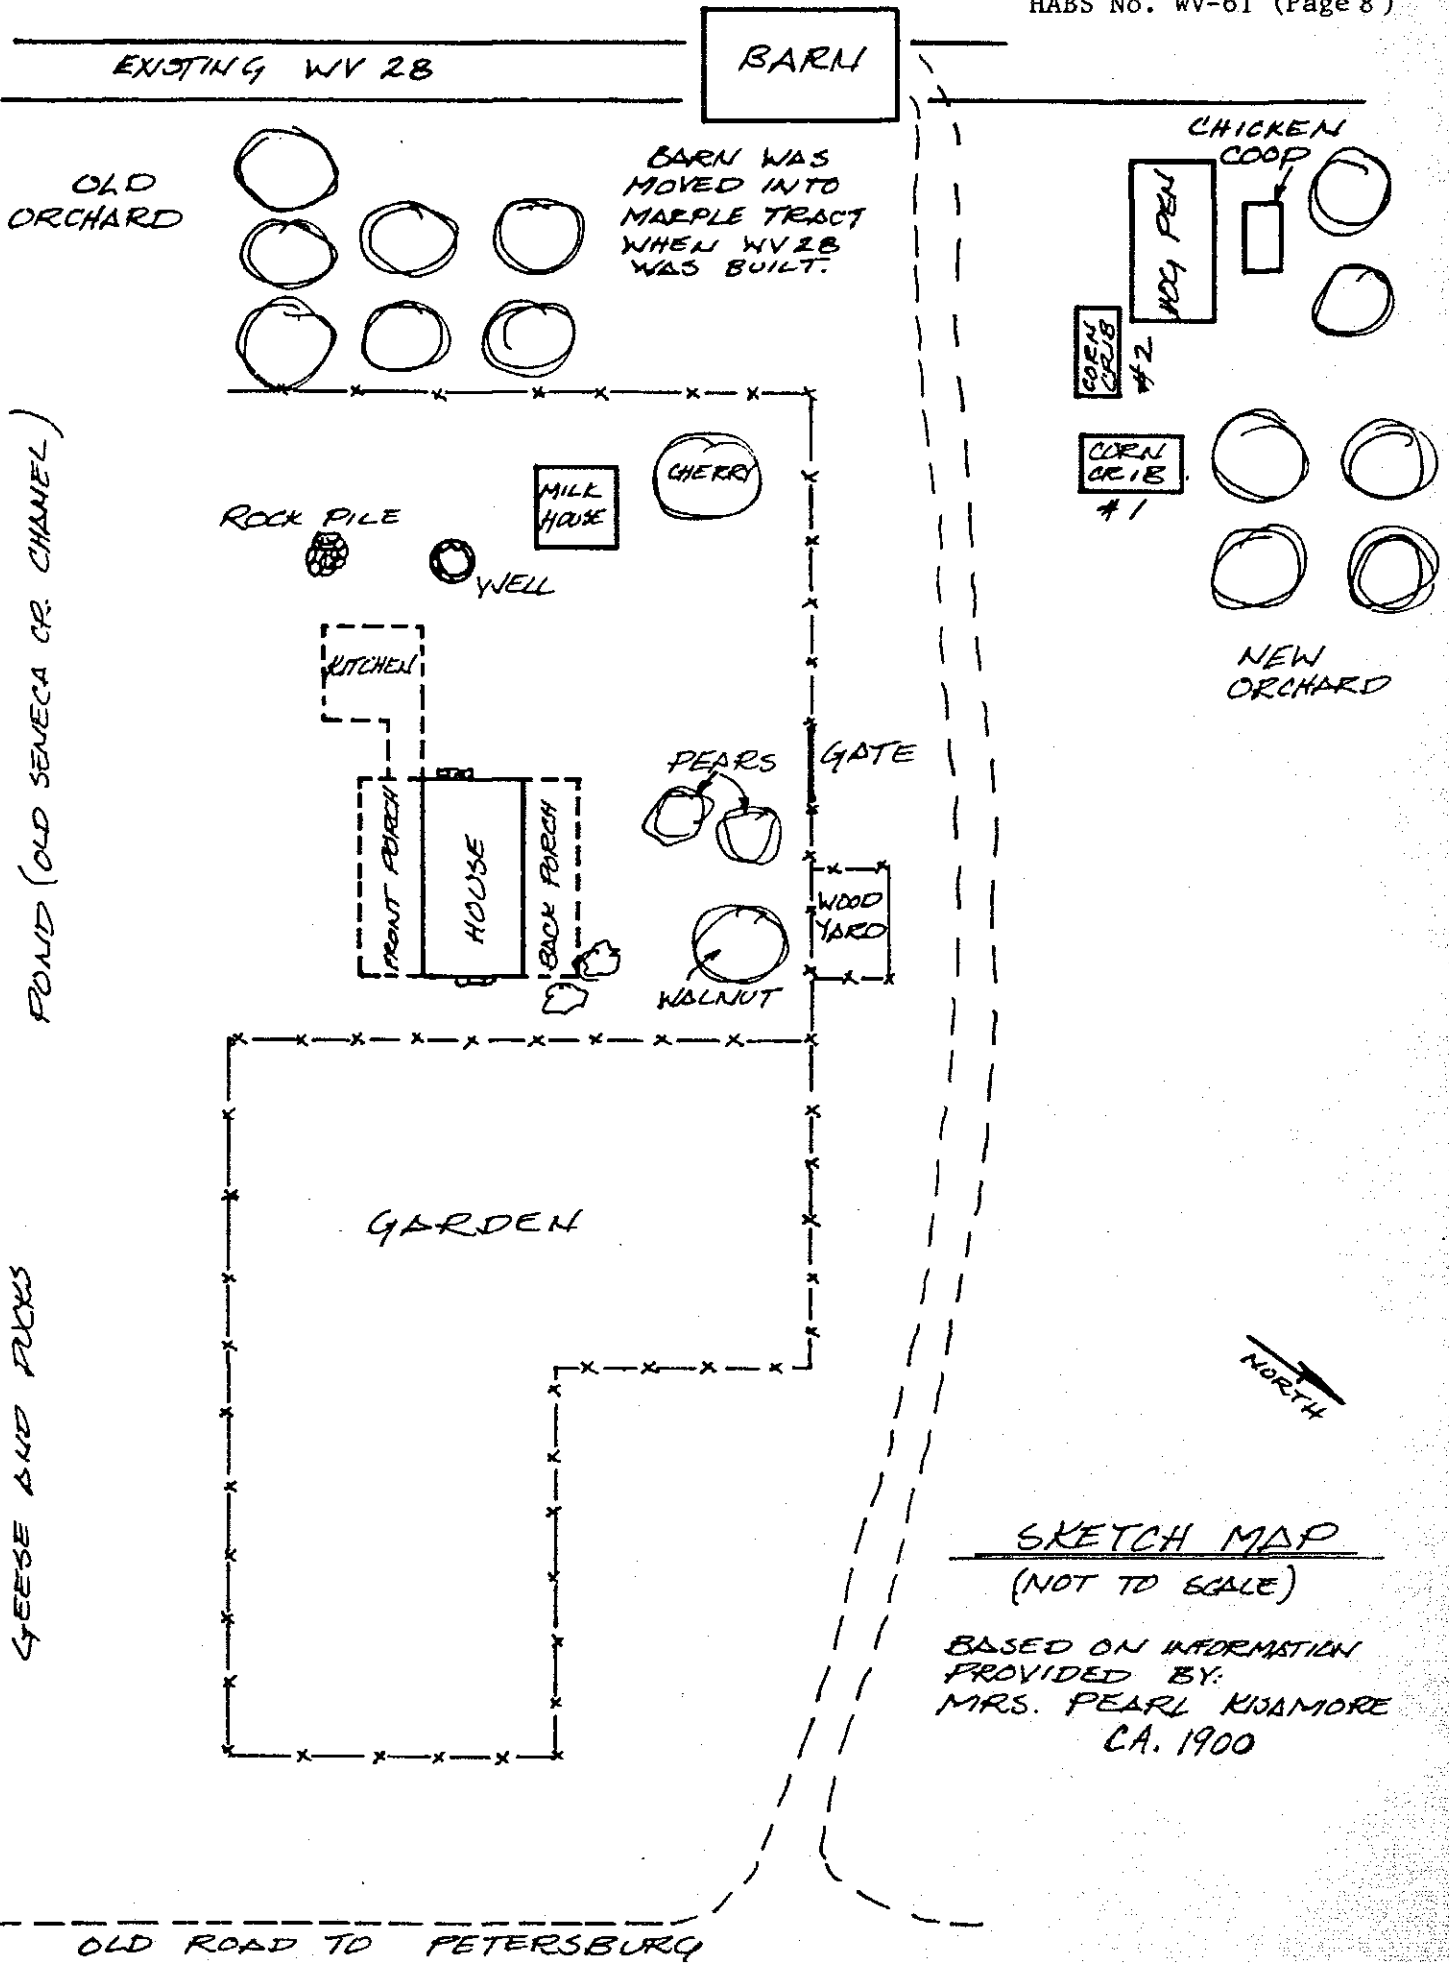 HABS No. WV-61 (Page 8)
EXISTING WV 28
BARN
OLD
ORCHARD
BARN WAS
MOVED INTO
MARPLE TRACT
WHEN WV 28
WAS BUILT.
CHICKEN
COOP
HOG PEN
CORN
CRIB
#2
CHERRY
MILK
HOUSE
CORN
CRIB
#1
ROCK PILE
WELL
POND (OLD SENECA CR. CHANEL)
KITCHEN
NEW
ORCHARD
PEARS
GATE
FRONT PORCH
HOUSE
BACK PORCH
WOOD
YARD
WALNUT
GARDEN
GEESE AND DUCKS
NORTH
SKETCH MAP
(NOT TO SCALE)
BASED ON INFORMATION
PROVIDED BY:
MRS. PEARL KISAMORE
CA. 1900
OLD ROAD TO PETERSBURG